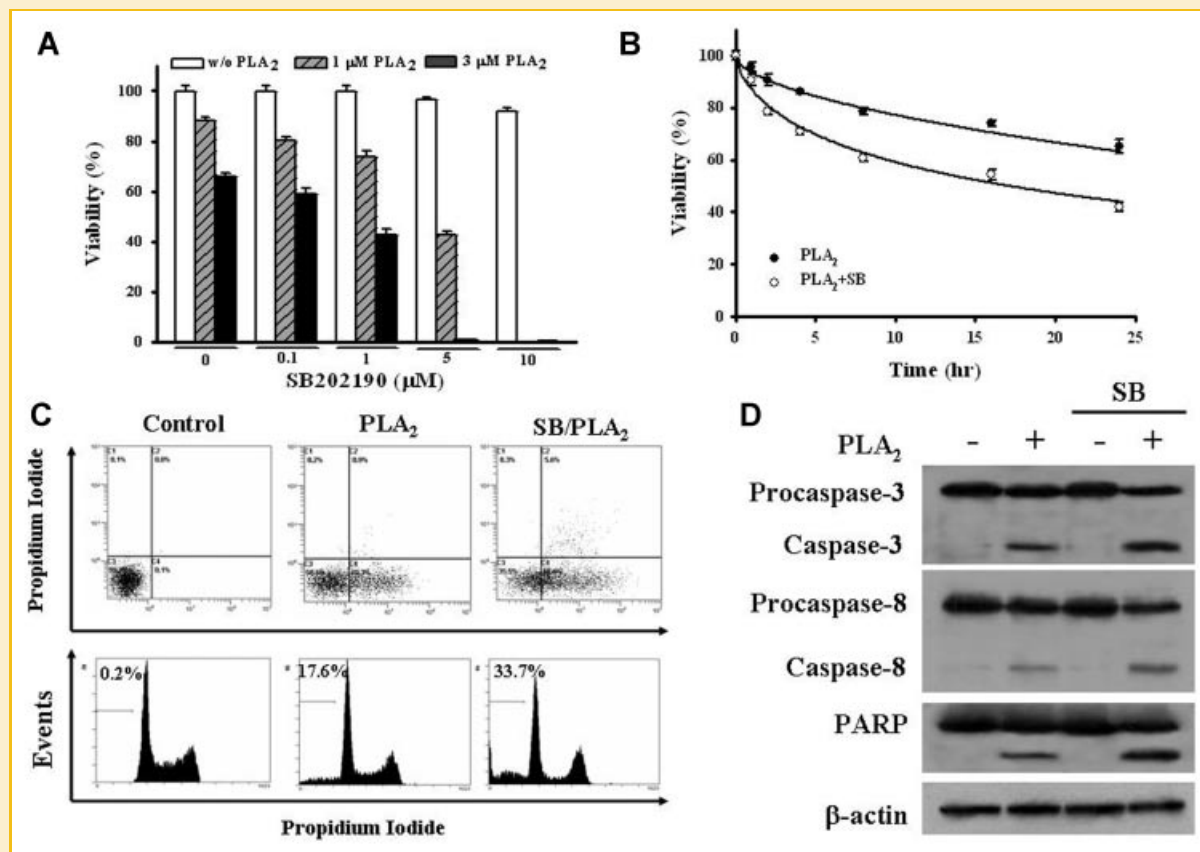 A
w/o PLA2 1 μM PLA2 3 μM PLA2
Viability (%)
100
80
60
40
20
0
0 0.1 1 5 10
SB202190 (μM)
B
Viability (%)
100
80
60
40
20
0
PLA2
PLA2+SB
0 5 10 15 20 25
Time (hr)
C
Control PLA2 SB/PLA2
Propidium Iodide
0.2% 17.6% 33.7%
Events
Propidium Iodide
D
SB
PLA2 - + - +
Procaspase-3
Caspase-3
Procaspase-8
Caspase-8
PARP
β-actin